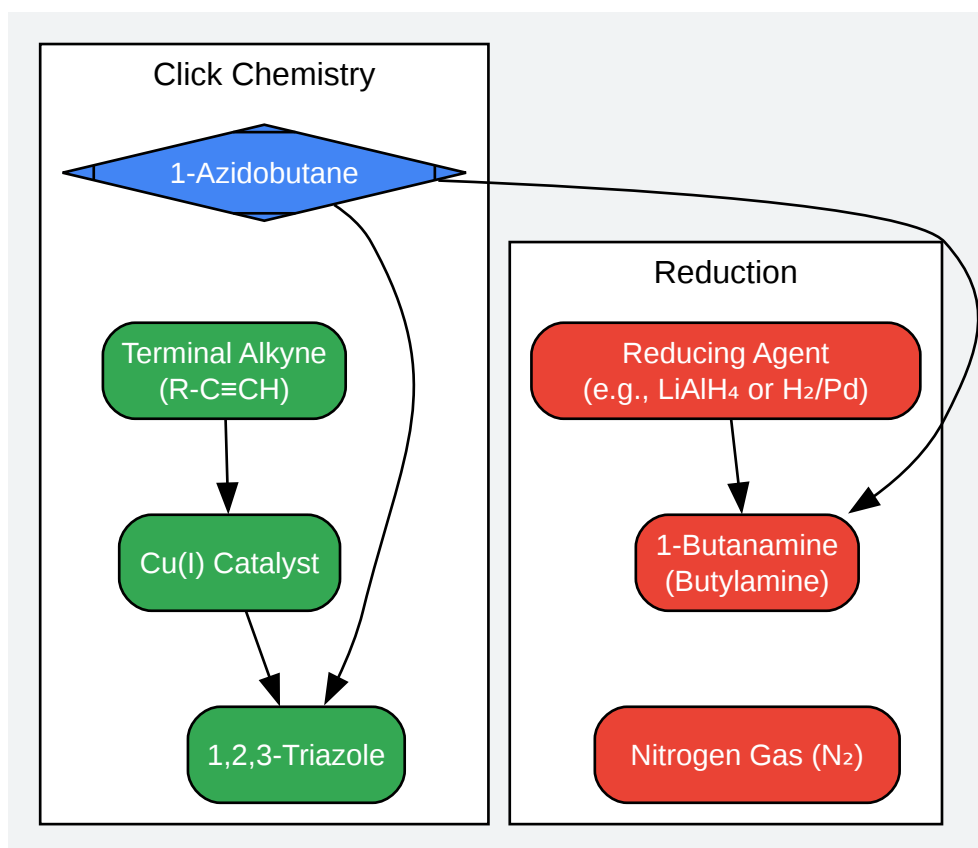 Click Chemistry
1-Azidobutane
Terminal Alkyne
(R-C≡CH)
Cu(I) Catalyst
1,2,3-Triazole
Reduction
Reducing Agent
(e.g., LiAlH₄ or H₂/Pd)
1-Butanamine
(Butylamine)
Nitrogen Gas (N₂)